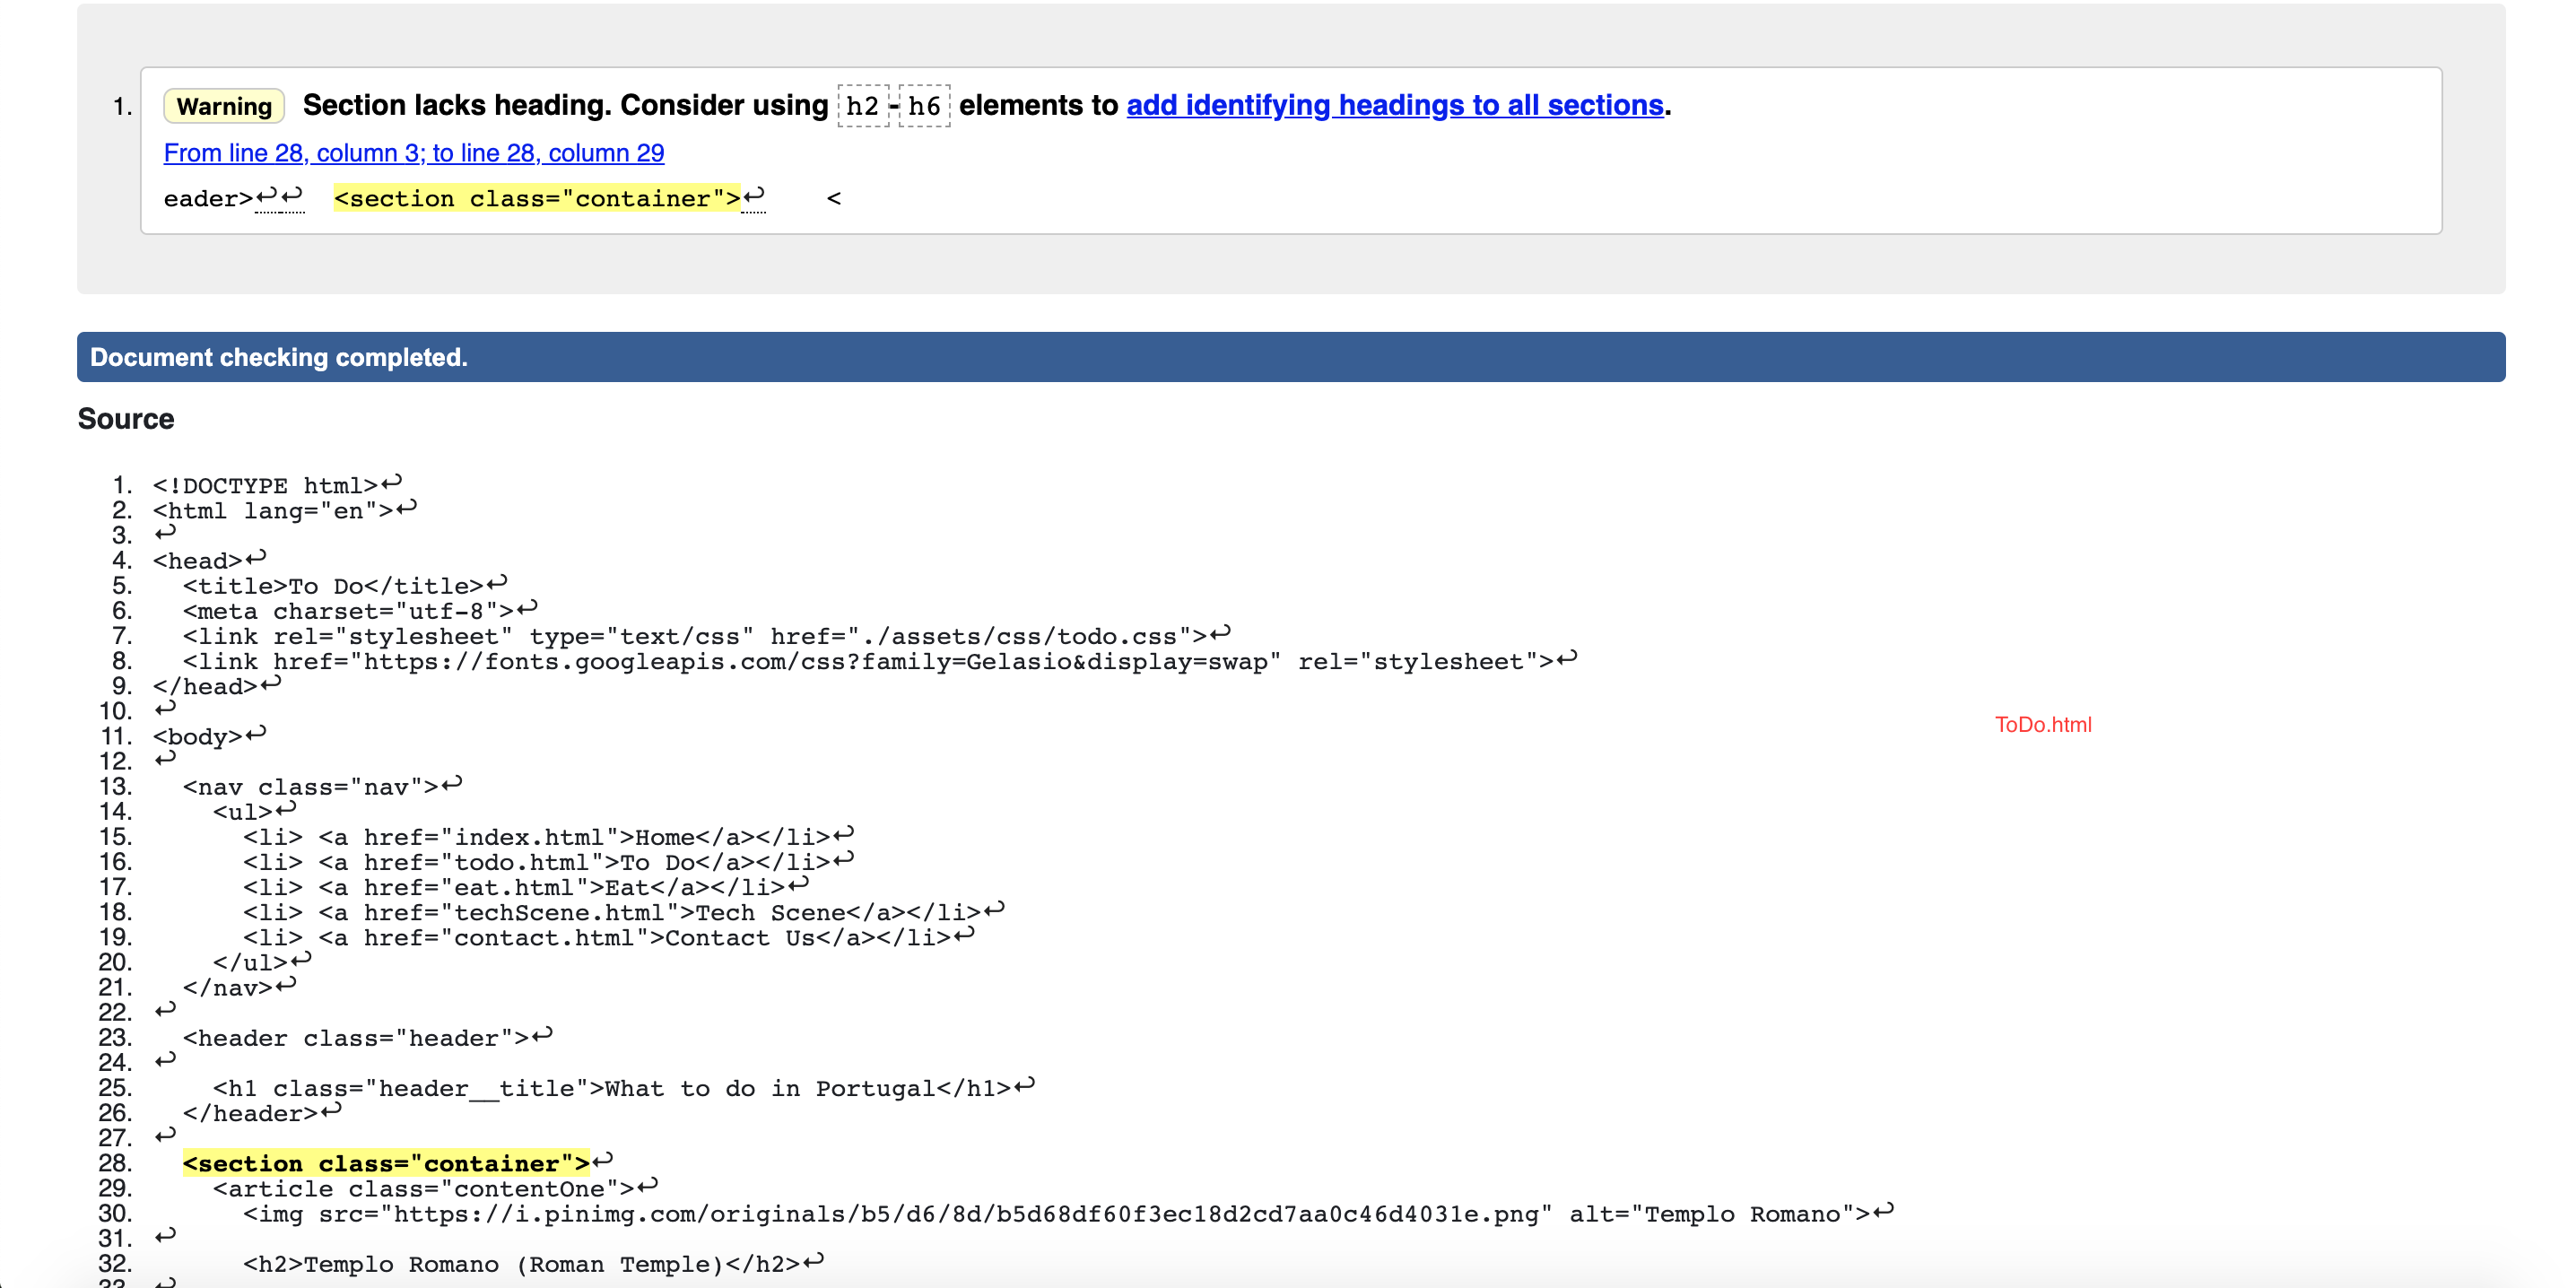 1. Warning Section lacks heading. Consider using h2-h6 elements to add identifying headings to all sections.
From line 28, column 3; to line 28, column 29
eader>↩↩  <section class="container">↩    <
Document checking completed.
Source
1. <!DOCTYPE html>↩
2. <html lang="en">↩
3. ↩
4. <head>↩
5.   <title>To Do</title>↩
6.   <meta charset="utf-8">↩
7.   <link rel="stylesheet" type="text/css" href="./assets/css/todo.css">↩
8.   <link href="https://fonts.googleapis.com/css?family=Gelasio&display=swap" rel="stylesheet">↩
9. </head>↩
10. ↩
ToDo.html
11. <body>↩
12. ↩
13.   <nav class="nav">↩
14.     <ul>↩
15.       <li> <a href="index.html">Home</a></li>↩
16.       <li> <a href="todo.html">To Do</a></li>↩
17.       <li> <a href="eat.html">Eat</a></li>↩
18.       <li> <a href="techScene.html">Tech Scene</a></li>↩
19.       <li> <a href="contact.html">Contact Us</a></li>↩
20.     </ul>↩
21.   </nav>↩
22. ↩
23.   <header class="header">↩
24. ↩
25.     <h1 class="header__title">What to do in Portugal</h1>↩
26.   </header>↩
27. ↩
28.   <section class="container">↩
29.     <article class="contentOne">↩
30.       <img src="https://i.pinimg.com/originals/b5/d6/8d/b5d68df60f3ec18d2cd7aa0c46d4031e.png" alt="Templo Romano">↩
31. ↩
32.       <h2>Templo Romano (Roman Temple)</h2>↩
33. ↩